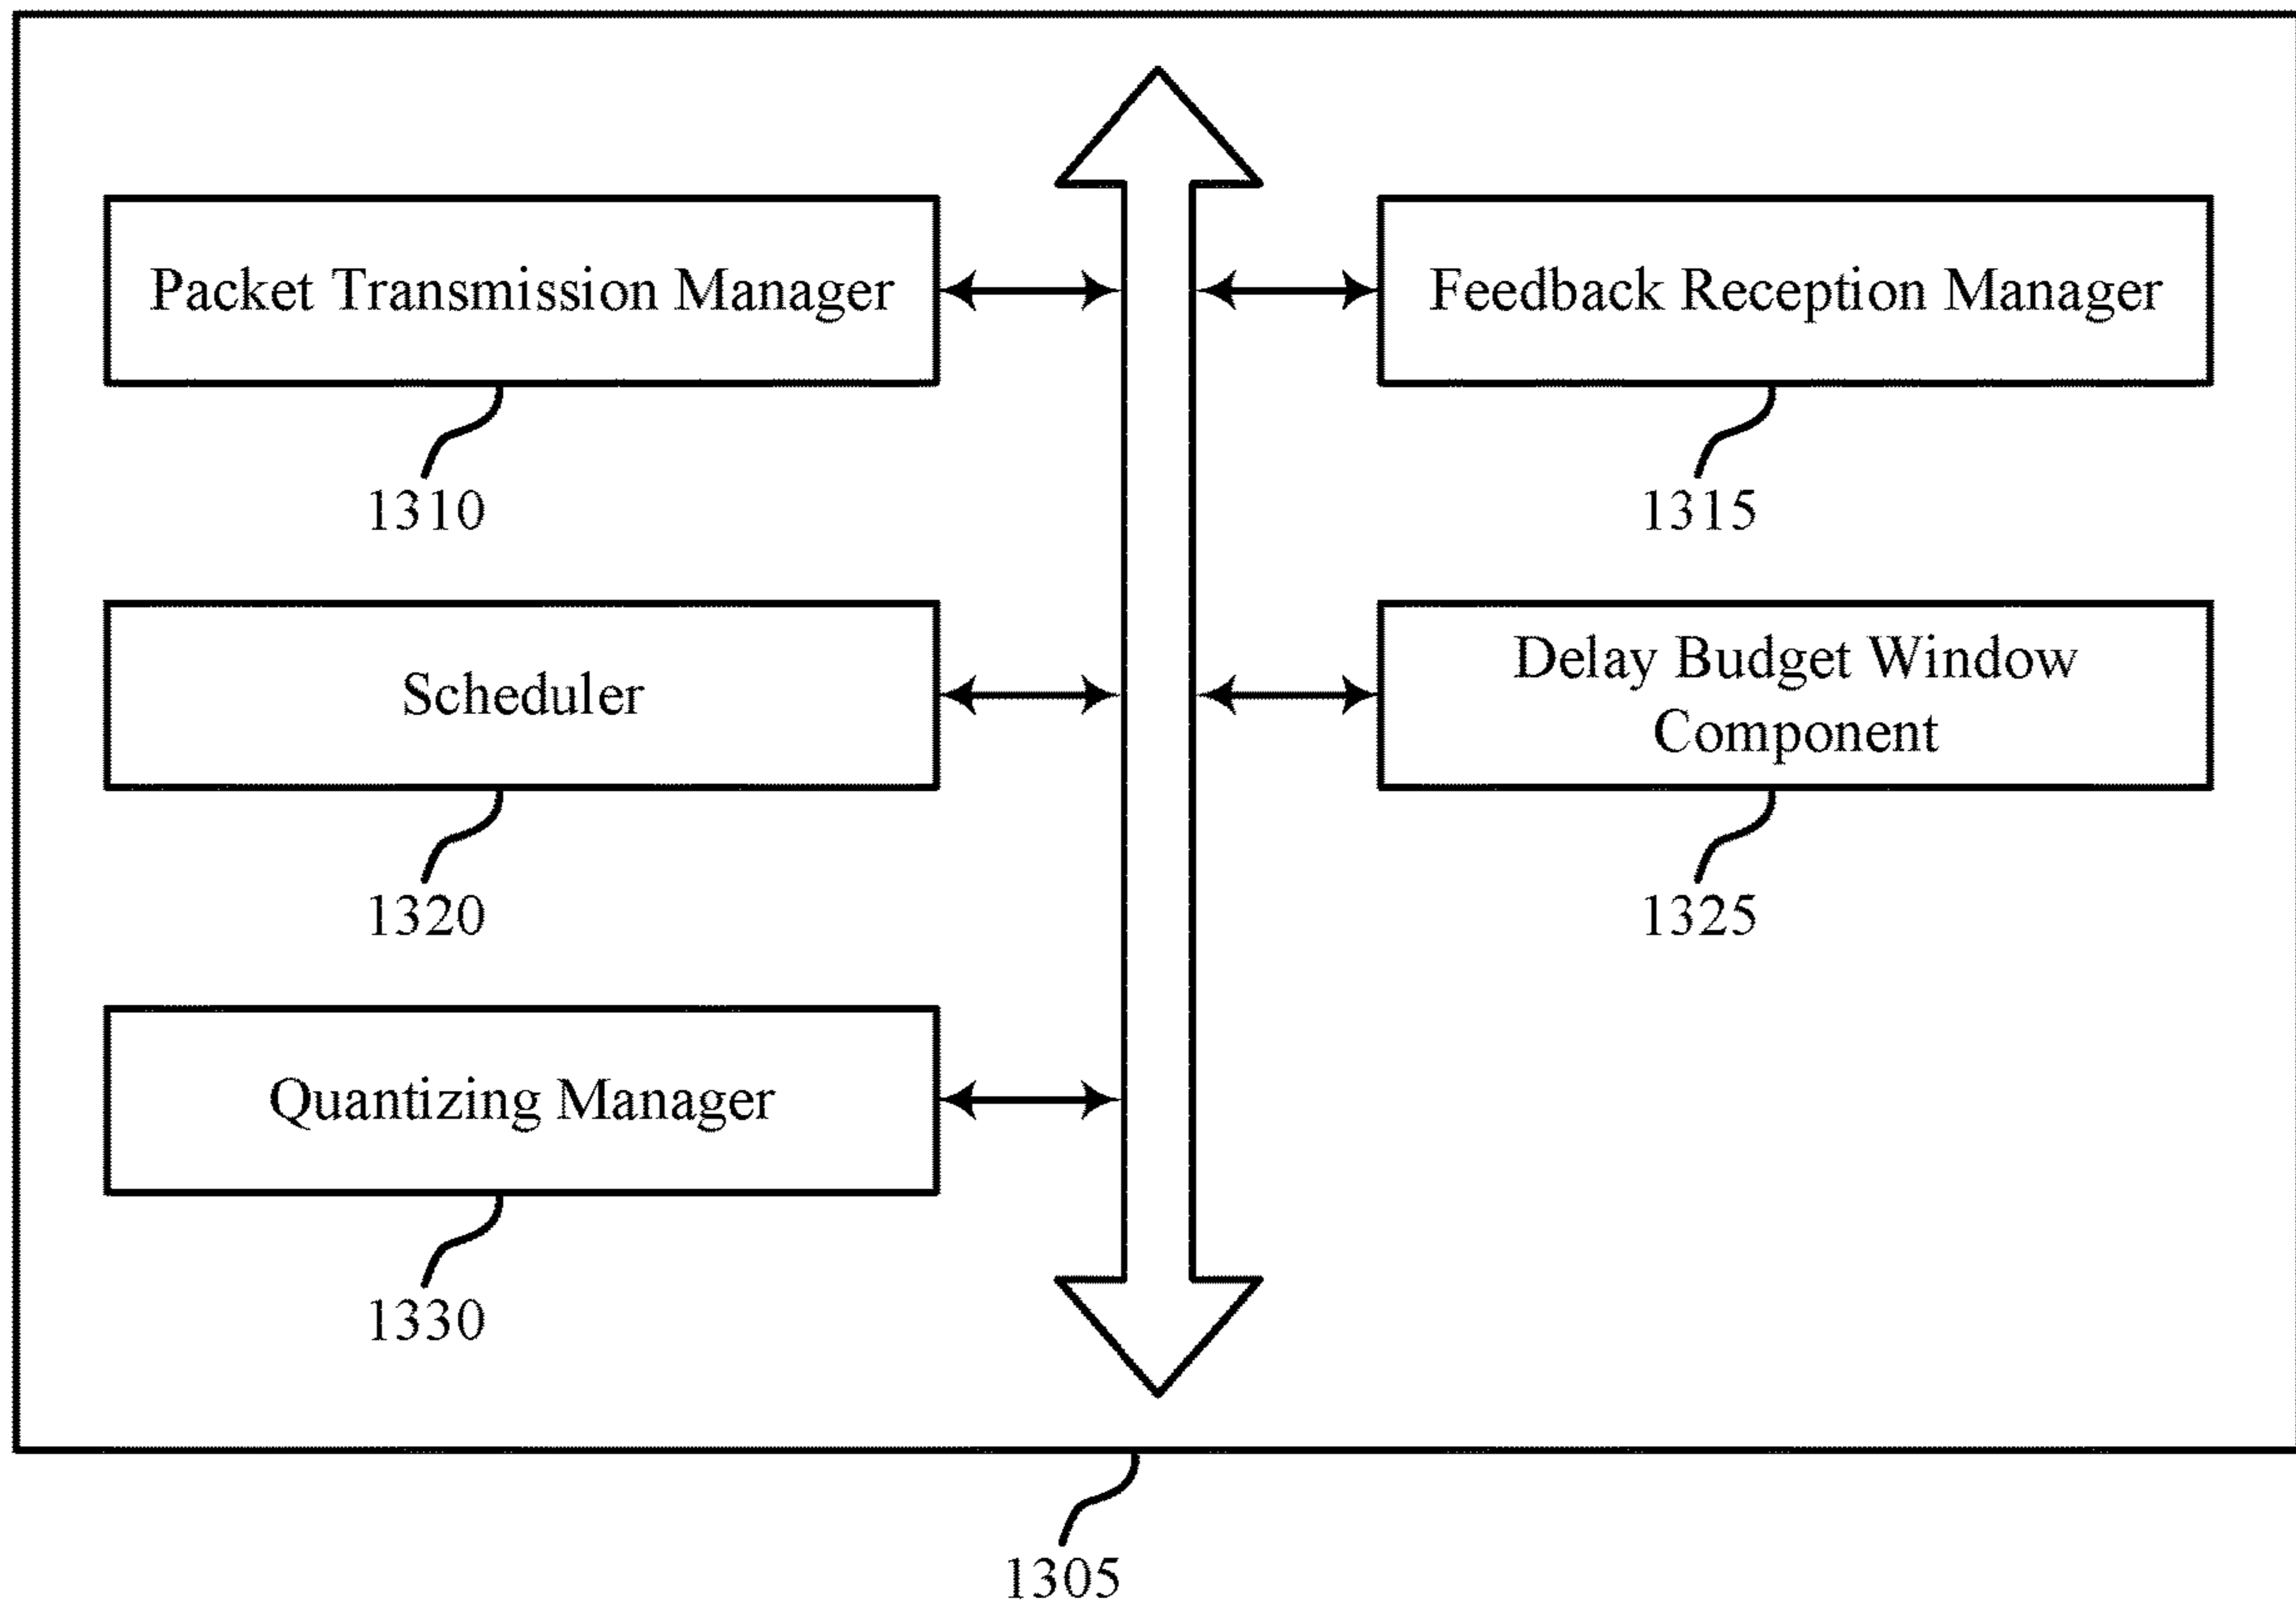 Packet Transmission Manager
Feedback Reception Manager
1310
1315
Scheduler
Delay Budget Window
Component
1320
1325
Quantizing Manager
1330
1305